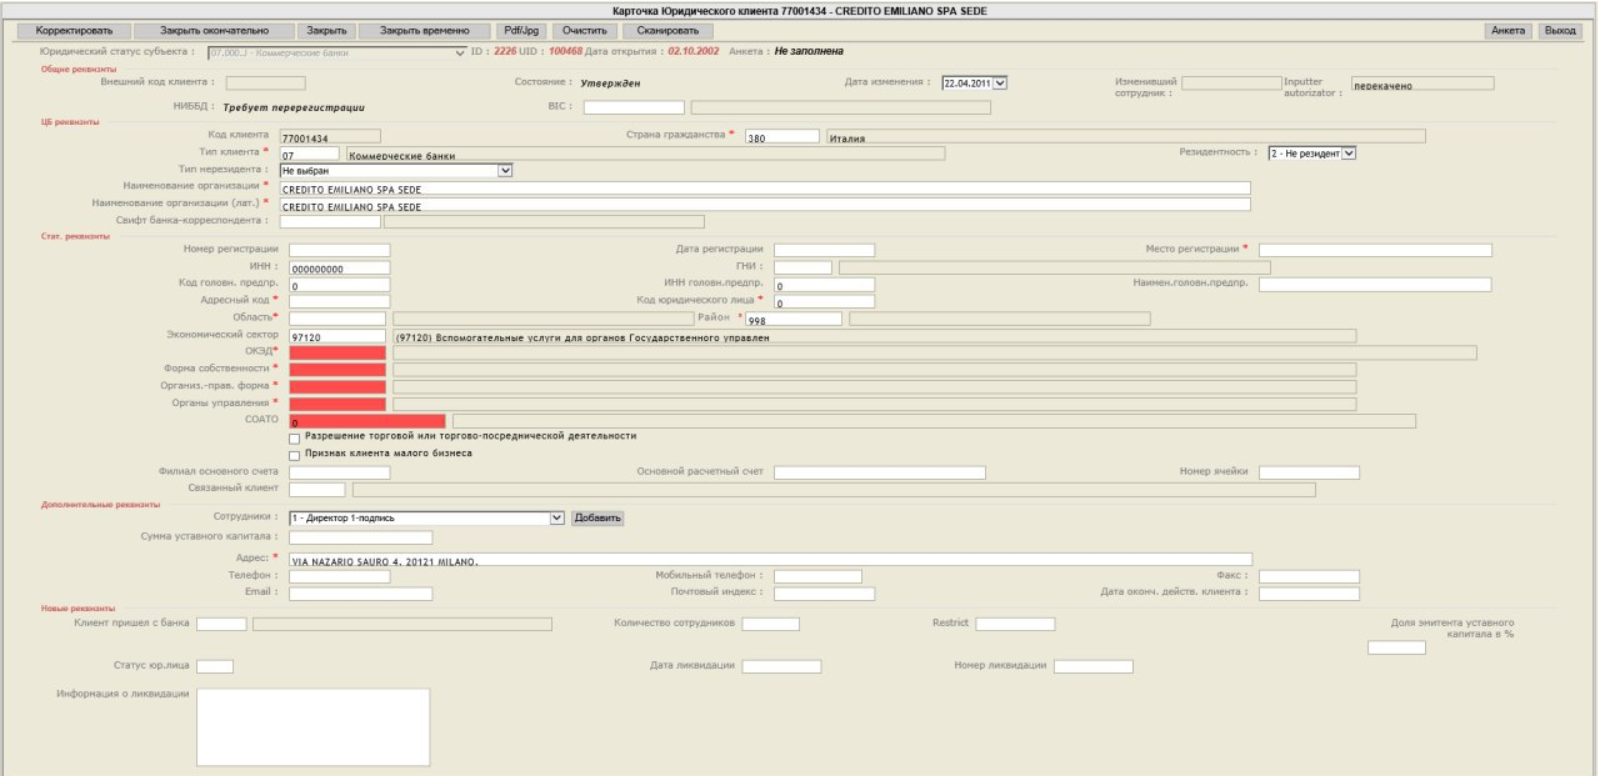 Карточка Юридического клиента 77001434 - CREDITO EMILIANO SPA SEDE
Корректировать Закрыть окончательно Закрыть Закрыть временно Pdf/Jpg Очистить Сканировать Анкета Выход
Юридический статус субъекта : 07.000.J - Коммерческие банки ID : 2226 UID : 100468 Дата открытия : 02.10.2002 Анкета : Не заполнена
Общие реквизиты
Внешний код клиента : Состояние : Утвержден Дата изменения : 22.04.2011 Изменивший сотрудник : Inputter autorizator : перекачено
НИББД : Требует перерегистрации BIC :
ЦБ реквизиты
Код клиента 77001434 Страна гражданства * 380 Италия
Тип клиента * 07 Коммерческие банки Резидентность : 2 - Не резидент
Тип нерезидента : Не выбран
Наименование организации * CREDITO EMILIANO SPA SEDE
Наименование организации (лат.) * CREDITO EMILIANO SPA SEDE
Свифт банка-корреспондента :
Стат. реквизиты
Номер регистрации Дата регистрации Место регистрации *
ИНН : 000000000 ГНИ :
Код головн. предпр. 0 ИНН головн.предпр. 0 Наимен.головн.предпр.
Адресный код * Код юридического лица * 0
Область* Район * 998
Экономический сектор 97120 (97120) Вспомогательные услуги для органов Государственного управлен
ОКЭД*
Форма собственности *
Организ.-прав. форма *
Органы управления *
СОАТО 0
Разрешение торговой или торгово-посреднической деятельности
Признак клиента малого бизнеса
Филиал основного счета Основной расчетный счет Номер ячейки
Связанный клиент
Дополнительные реквизиты
Сотрудники : 1 - Директор 1-подпись Добавить
Сумма уставного капитала :
Адрес: * VIA NAZARIO SAURO 4. 20121 MILANO.
Телефон : Мобильный телефон : Факс :
Email : Почтовый индекс : Дата оконч. действ. клиента :
Новые реквизиты
Клиент пришел с банка Количество сотрудников Restrict Доля эмитента уставного капитала в %
Статус юр.лица Дата ликвидации Номер ликвидации
Информация о ликвидации